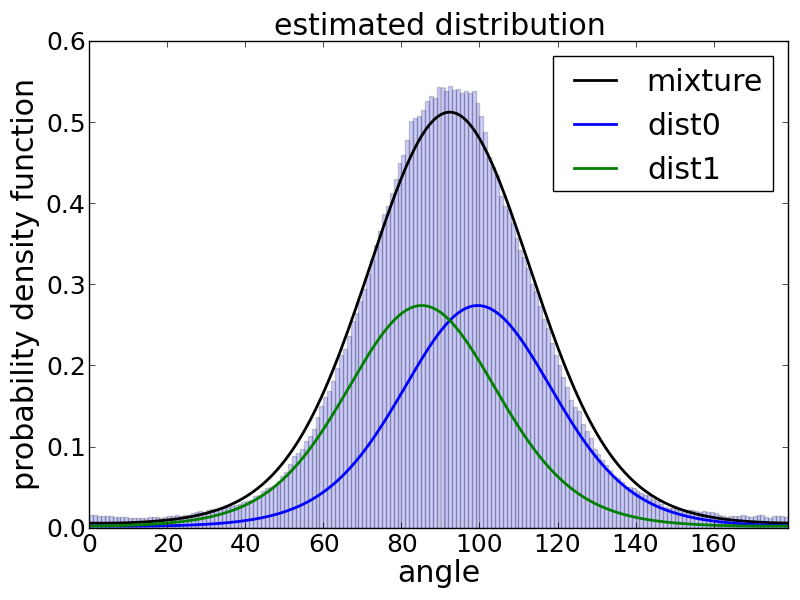 estimated distribution
probability density function
0.6
0.5
0.4
0.3
0.2
0.1
0.0
mixture
dist0
dist1
0 20 40 60 80 100 120 140 160
angle